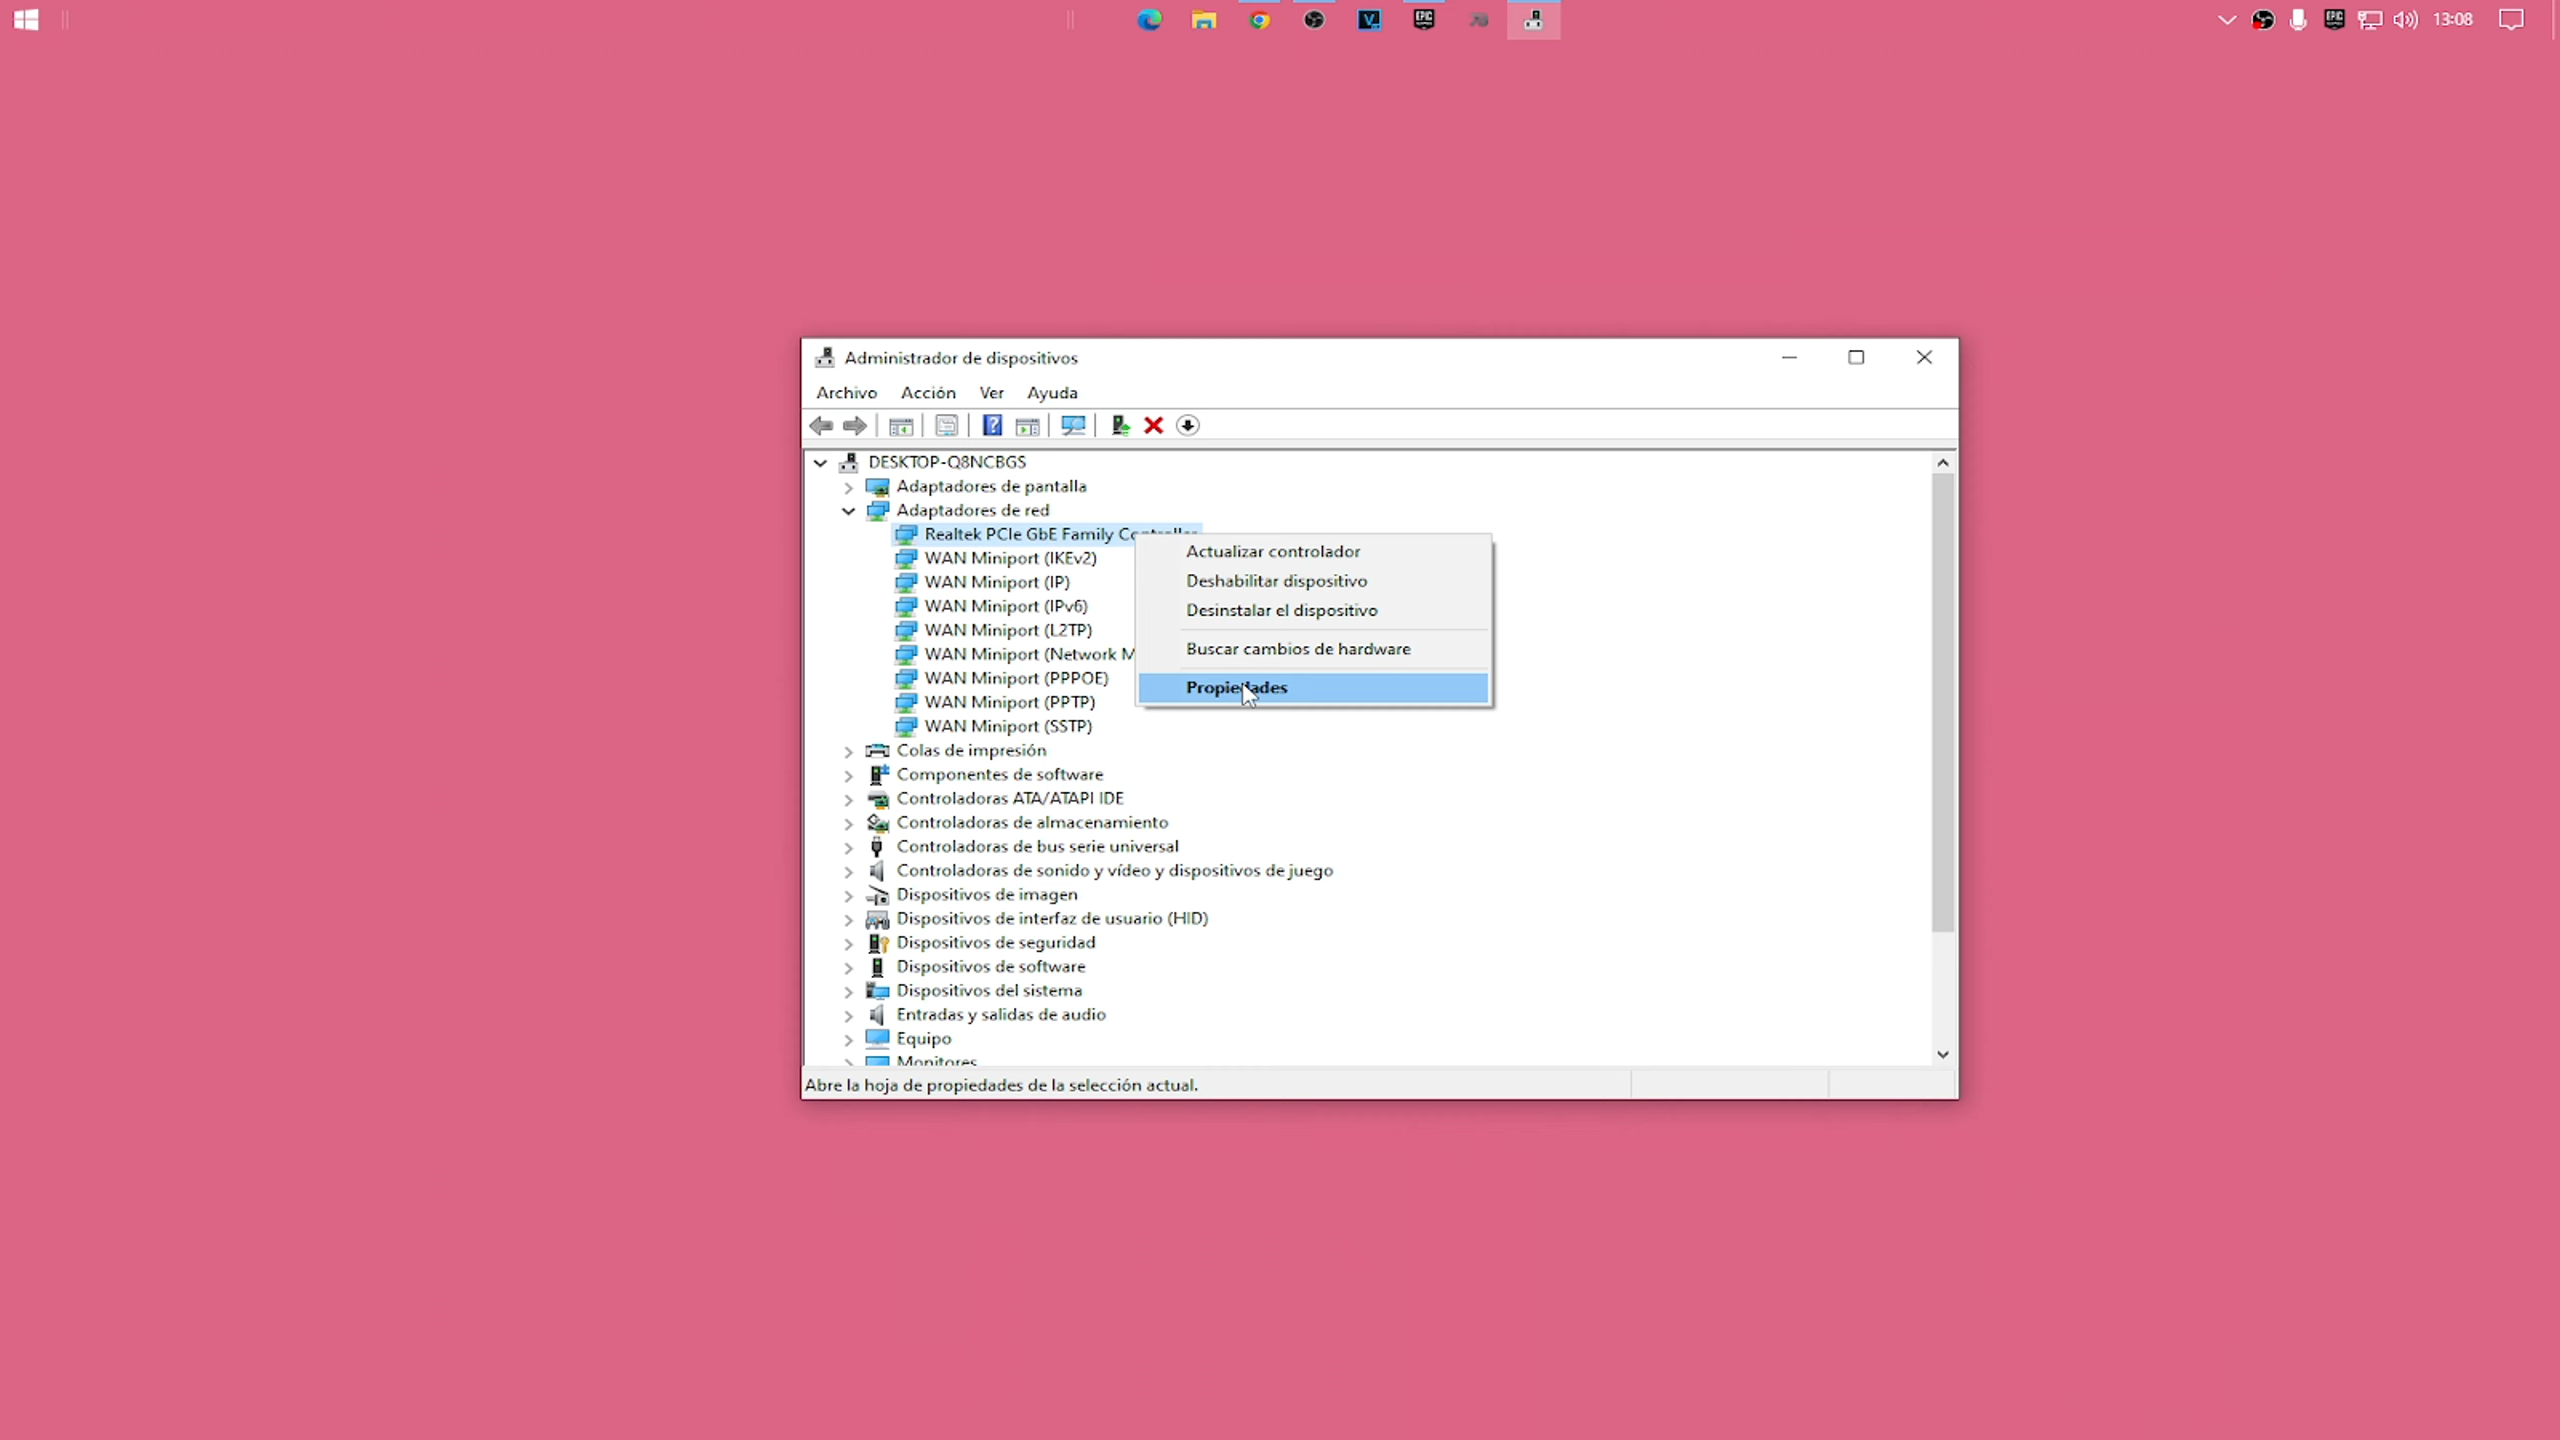 13:08
Administrador de dispositivos
Archivo Acción Ver Ayuda
DESKTOP-Q8NCBGS
Adaptadores de pantalla
Adaptadores de red
Realtek PCIe GbE Family
WAN Miniport (IKEv2)
WAN Miniport (IP)
WAN Miniport (IPv6)
WAN Miniport (L2TP)
WAN Miniport (Network M
WAN Miniport (PPPOE)
WAN Miniport (PPTP)
WAN Miniport (SSTP)
Actualizar controlador
Deshabilitar dispositivo
Desinstalar el dispositivo
Buscar cambios de hardware
Propiedades
Colas de impresión
Componentes de software
Controladoras ATA/ATAPI IDE
Controladoras de almacenamiento
Controladoras de bus serie universal
Controladoras de sonido y vídeo y dispositivos de juego
Dispositivos de imagen
Dispositivos de interfaz de usuario (HID)
Dispositivos de seguridad
Dispositivos de software
Dispositivos del sistema
Entradas y salidas de audio
Equipo
Monitores
Abre la hoja de propiedades de la selección actual.